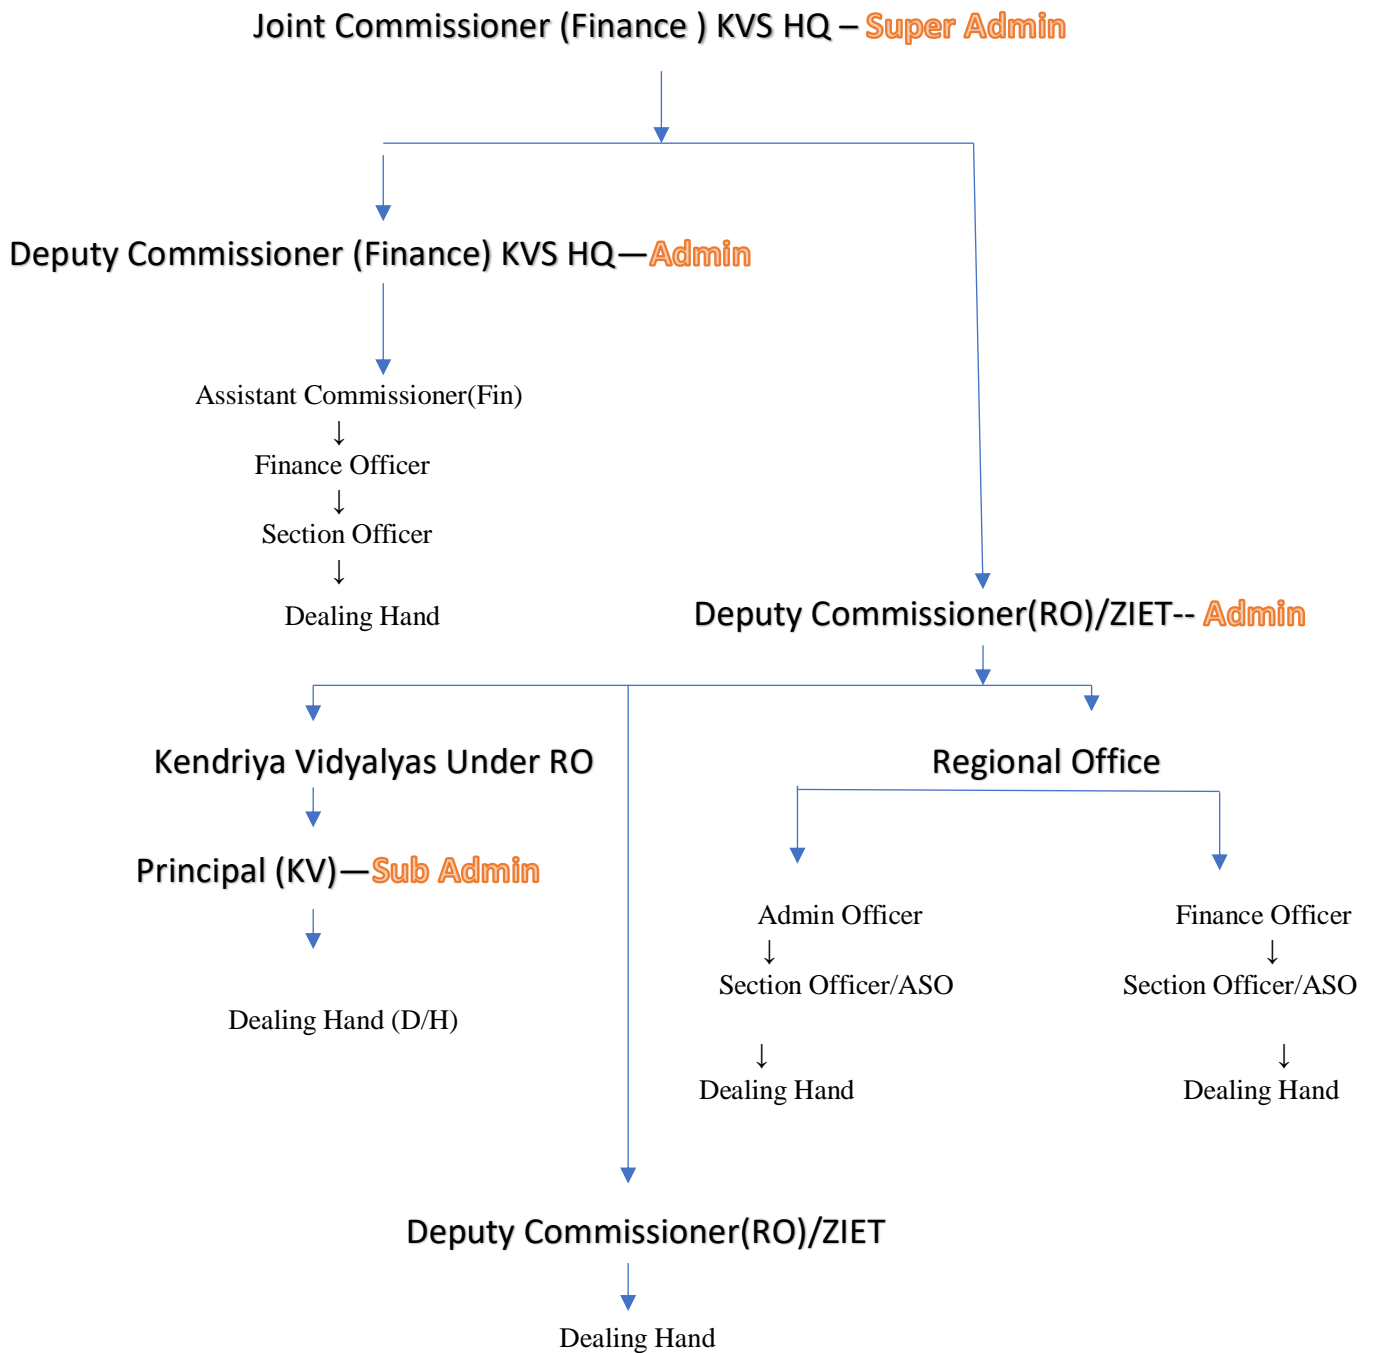 Joint Commissioner (Finance ) KVS HQ – Super Admin
Deputy Commissioner (Finance) KVS HQ—Admin
Assistant Commissioner(Fin)
↓
Finance Officer
↓
Section Officer
↓
Dealing Hand
Deputy Commissioner(RO)/ZIET-- Admin
Kendriya Vidyalyas Under RO
Regional Office
Principal (KV)—Sub Admin
Admin Officer
Finance Officer
↓
↓
Section Officer/ASO
Section Officer/ASO
Dealing Hand (D/H)
↓
↓
Dealing Hand
Dealing Hand
Deputy Commissioner(RO)/ZIET
Dealing Hand